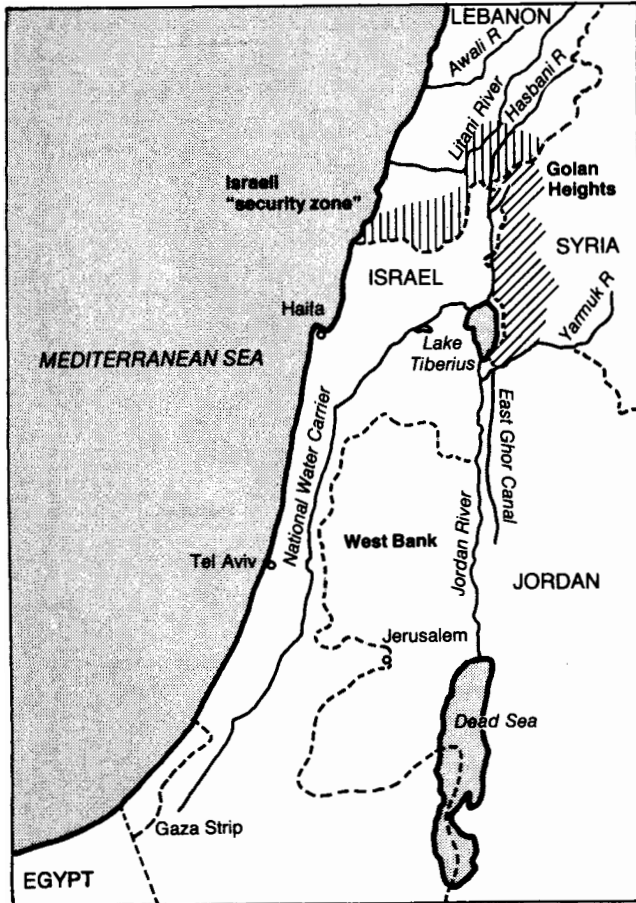 LEBANON
Awali R
Litani River
Hasbani R
Israeli
"security zone"
Golan
Heights
ISRAEL
SYRIA
Yarmuk R
Haifa
Lake
Tiberius
MEDITERRANEAN SEA
National Water Carrier
East Ghor Canal
West Bank
Jordan River
Tel Aviv
JORDAN
Jerusalem
Dead Sea
Gaza Strip
EGYPT